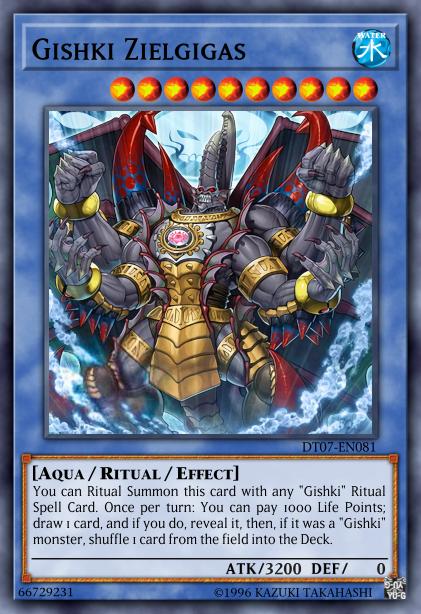 Gishki Zielgigas
WATER
水
DT07-EN081
[Aqua / Ritual / Effect]
You can Ritual Summon this card with any "Gishki" Ritual
Spell Card. Once per turn: You can pay 1000 Life Points;
draw 1 card, and if you do, reveal it, then, if it was a "Gishki"
monster, shuffle 1 card from the field into the Deck.
ATK/3200 DEF/ 0
66729231
©1996 KAZUKI TAKAHASHI